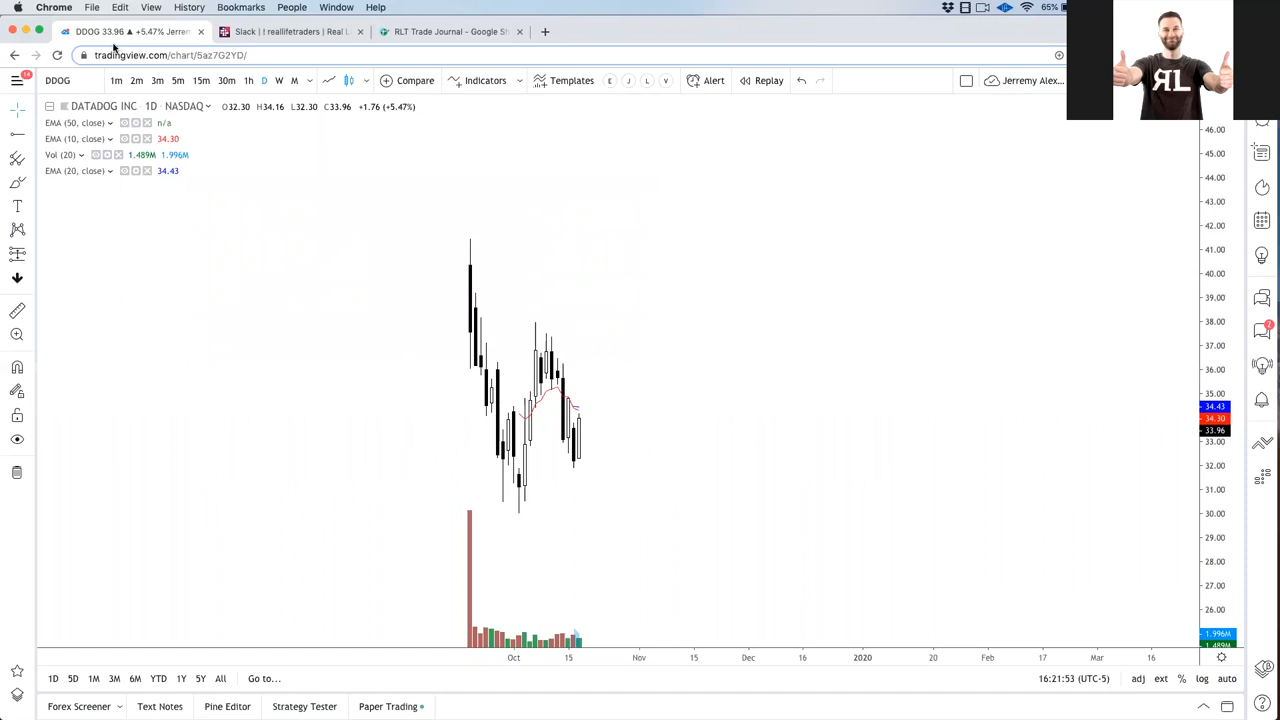 Chrome File Edit View History Bookmarks People Window Help 65%
DDOG 33.96 ▲ +5.47% Jerrem
Slack | ! reallifetraders | Real L
RLT Trade Journal - Google Sh
tradingview.com/chart/5az7G2YD/
14
DDOG 1m 2m 3m 5m 15m 30m 1h D W M Compare Indicators Templates E J L V Alert Replay Jeremy Alex...
DATADOG INC · 1D · NASDAQ O32.30 H34.16 L32.30 C33.96 +1.76 (+5.47%)
EMA (50, close) n/a
EMA (10, close) 34.30
Vol (20) 1.489M 1.996M
EMA (20, close) 34.43
RL
46.00
45.00
44.00
43.00
42.00
41.00
40.00
39.00
38.00
37.00
36.00
35.00
34.43
34.30
33.96
33.00
32.00
31.00
30.00
29.00
28.00
27.00
26.00
1.996M
1.489M
2
Oct 15 Nov 15 Dec 16 2020 20 Feb 17 Mar 16
1D 5D 1M 3M 6M YTD 1Y 5Y All Go to... 16:21:53 (UTC-5) adj ext % log auto
Forex Screener Text Notes Pine Editor Strategy Tester Paper Trading